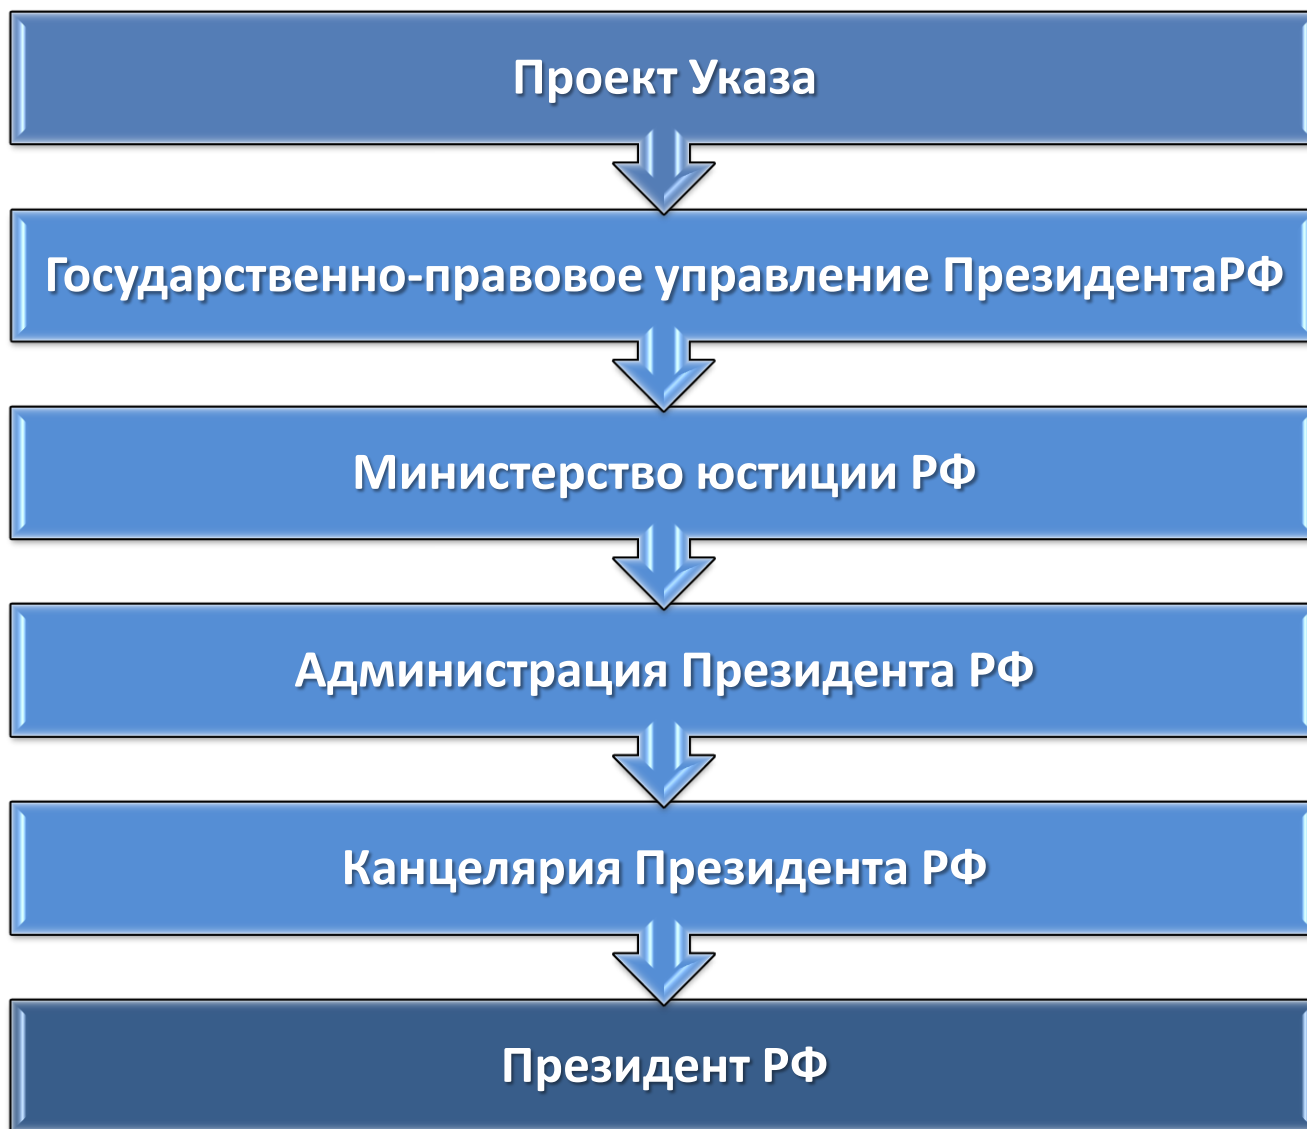 Проект Указа
Государственно-правовое управление ПрезидентаРФ
Министерство юстиции РФ
Администрация Президента РФ
Канцелярия Президента РФ
Президент РФ